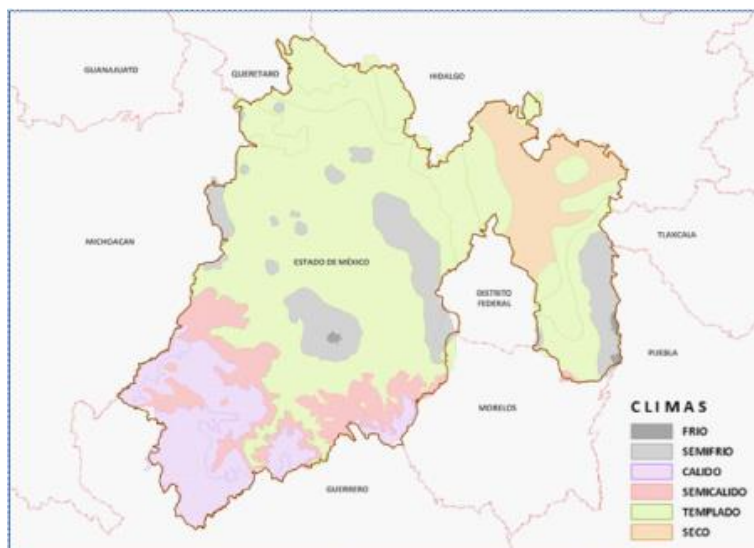 GUANAJUATO
QUERETARO
HIDALGO
MICHOACAN
ESTADO DE MÉXICO
TLAXCALA
DISTRITO
FEDERAL
PUEBLA
MORELOS
GUERRERO
CLIMAS
FRIO
SEMIFRIO
CALIDO
SEMICALIDO
TEMPLADO
SECO